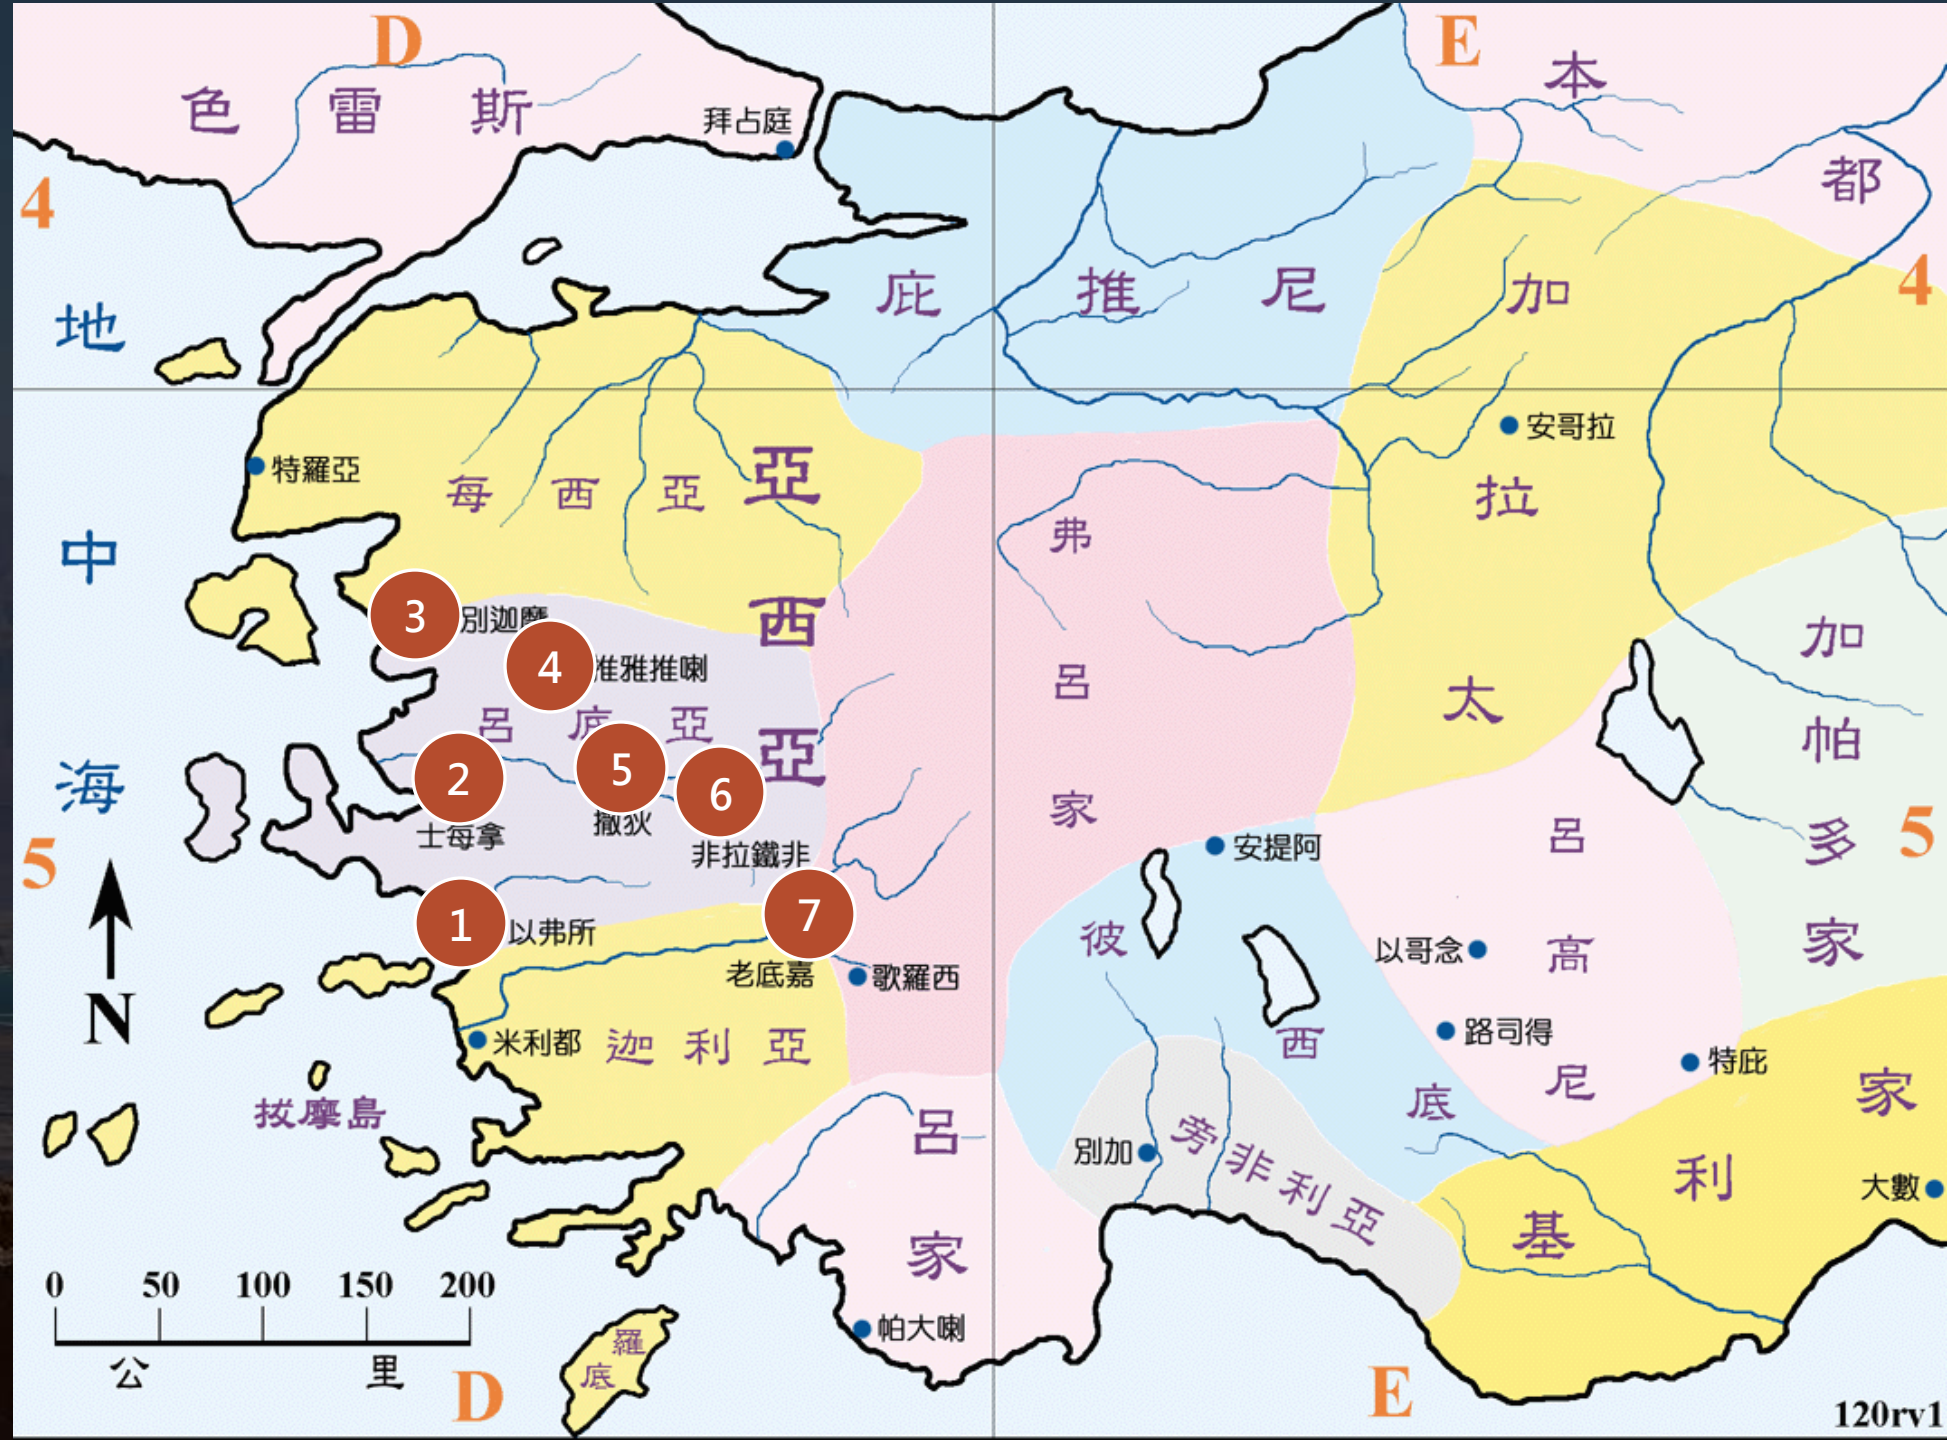 D
E
色雷斯
本
拜占庭
都
4
地
庇推尼
加
4
特羅亞
每西亞
亞西亞
安哥拉
拉
中
弗呂家
3
別迦摩
4
推雅推喇
太
加帕多家
呂底亞
海
2
5
6
士每拿
撒狄
非拉鐵非
安提阿
呂高尼
5
5
1
以弗所
7
老底嘉
歌羅西
彼西底
以哥念
N
米利都
迦利亞
路司得
特庇
拔摩島
呂家
別加
旁非利亞
基利家
大數
0 50 100 150 200
公里
羅底
帕大喇
D
E
120rv1